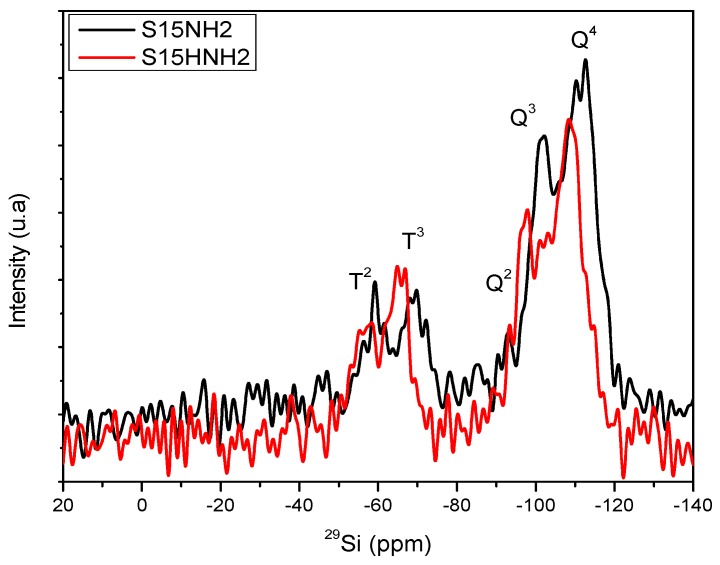 S15NH2
S15HNH2
Q⁴
Q³
T³
T²
Q²
Intensity (u.a)
20 0 -20 -40 -60 -80 -100 -120 -140
²⁹Si (ppm)